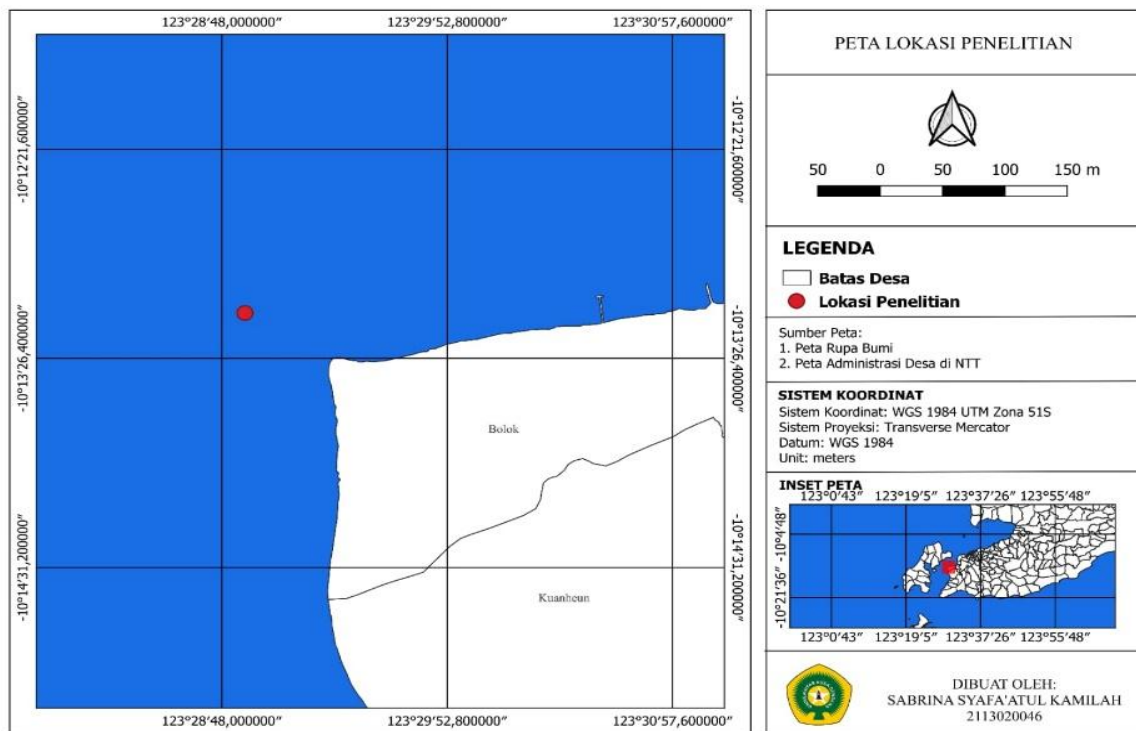 123°28′48,000000″ 123°29′52,800000″ 123°30′57,600000″
-10°12′21,600000″ -10°12′21,600000″
-10°13′26,400000″ -10°13′26,400000″
-10°14′31,200000″ -10°14′31,200000″
Bolok
Kuanheun
123°28′48,000000″ 123°29′52,800000″ 123°30′57,600000″
PETA LOKASI PENELITIAN
50 0 50 100 150 m
LEGENDA
Batas Desa
Lokasi Penelitian
Sumber Peta:
1. Peta Rupa Bumi
2. Peta Administrasi Desa di NTT
SISTEM KOORDINAT
Sistem Koordinat: WGS 1984 UTM Zona 51S
Sistem Proyeksi: Transverse Mercator
Datum: WGS 1984
Unit: meters
INSET PETA
123°0′43″ 123°19′5″ 123°37′26″ 123°55′48″
-10°4′48″ -10°4′48″
-10°21′36″ -10°21′36″
123°0′43″ 123°19′5″ 123°37′26″ 123°55′48″
DIBUAT OLEH:
SABRINA SYAFA'ATUL KAMILAH
2113020046